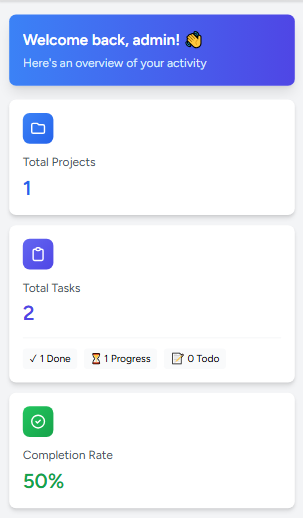 Welcome back, admin! 👋
Here's an overview of your activity
Total Projects
1
Total Tasks
2
✓ 1 Done ⏳ 1 Progress 📝 0 Todo
Completion Rate
50%